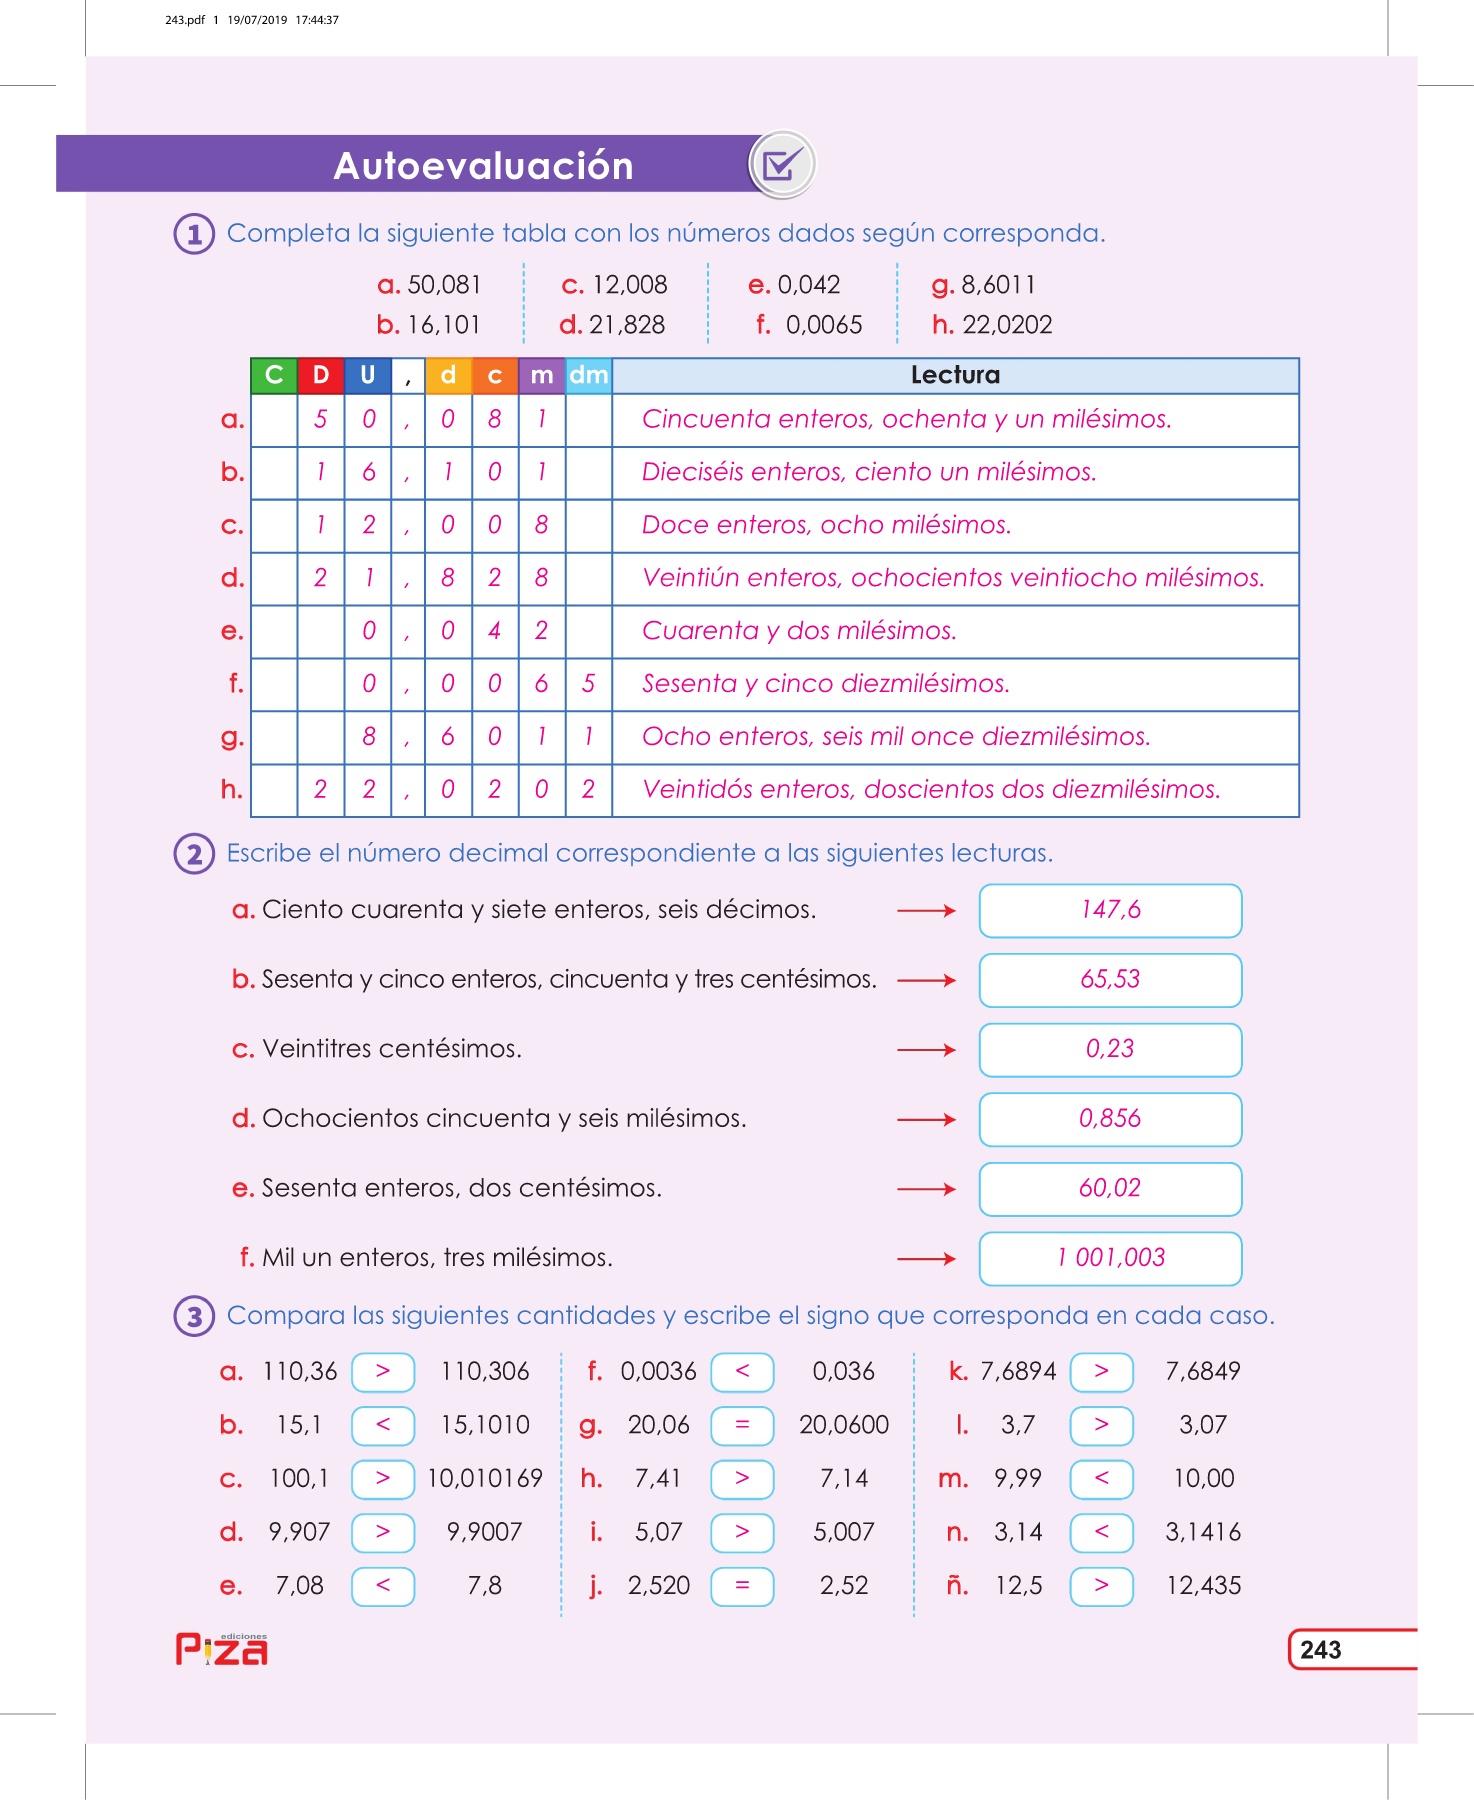 243.pdf 1 19/07/2019 17:44:37
Autoevaluación
1 Completa la siguiente tabla con los números dados según corresponda.
a. 50,081 c. 12,008 e. 0,042 g. 8,6011
b. 16,101 d. 21,828 f. 0,0065 h. 22,0202
C D U , d c m dm Lectura
a. 5 0 , 0 8 1 Cincuenta enteros, ochenta y un milésimos.
b. 1 6 , 1 0 1 Dieciséis enteros, ciento un milésimos.
c. 1 2 , 0 0 8 Doce enteros, ocho milésimos.
d. 2 1 , 8 2 8 Veintiún enteros, ochocientos veintiocho milésimos.
e. 0 , 0 4 2 Cuarenta y dos milésimos.
f. 0 , 0 0 6 5 Sesenta y cinco diezmilésimos.
g. 8 , 6 0 1 1 Ocho enteros, seis mil once diezmilésimos.
h. 2 2 , 0 2 0 2 Veintidós enteros, doscientos dos diezmilésimos.
2 Escribe el número decimal correspondiente a las siguientes lecturas.
a. Ciento cuarenta y siete enteros, seis décimos. 147,6
b. Sesenta y cinco enteros, cincuenta y tres centésimos. 65,53
c. Veintitres centésimos. 0,23
d. Ochocientos cincuenta y seis milésimos. 0,856
e. Sesenta enteros, dos centésimos. 60,02
f. Mil un enteros, tres milésimos. 1 001,003
3 Compara las siguientes cantidades y escribe el signo que corresponda en cada caso.
a. 110,36 > 110,306 f. 0,0036 < 0,036 k. 7,6894 > 7,6849
b. 15,1 < 15,1010 g. 20,06 = 20,0600 l. 3,7 > 3,07
c. 100,1 > 10,010169 h. 7,41 > 7,14 m. 9,99 < 10,00
d. 9,907 > 9,9007 i. 5,07 > 5,007 n. 3,14 < 3,1416
e. 7,08 < 7,8 j. 2,520 = 2,52 ñ. 12,5 > 12,435
ediciones
Piza
243